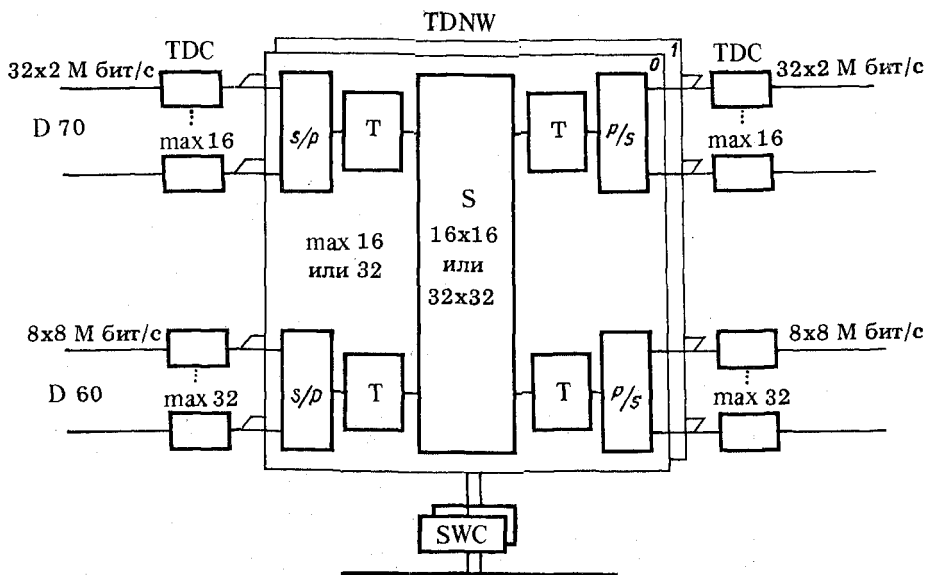 TDNW
TDC
32x2 М бит/с
D 70
max 16
s/p
T
1
0
T
p/s
TDC
32x2 М бит/с
max 16
S
16x16
или
32x32
max 16
или 32
8x8 М бит/с
D 60
max 32
s/p
T
T
p/s
8x8 М бит/с
max 32
SWC